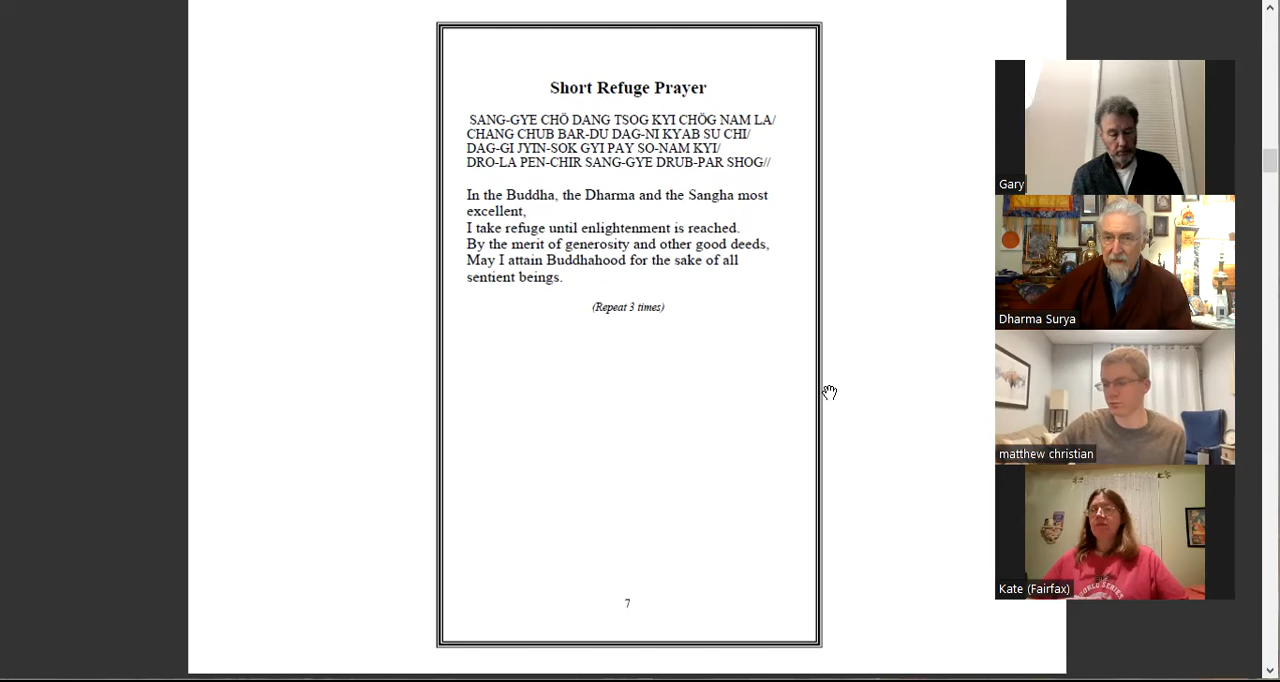 Short Refuge Prayer
SANG-GYE CHÖ DANG TSOG KYI CHÖG NAM LA/
CHANG CHUB BAR-DU DAG-NI KYAB SU CHI/
DAG-GI JYIN-SOK GYI PAY SO-NAM KYI/
DRO-LA PEN-CHIR SANG-GYE DRUB-PAR SHOG//
In the Buddha, the Dharma and the Sangha most
excellent,
I take refuge until enlightenment is reached.
By the merit of generosity and other good deeds,
May I attain Buddhahood for the sake of all
sentient beings.
(Repeat 3 times)
7
Gary
Dharma Surya
matthew christian
Kate (Fairfax)
WORLD SERIES